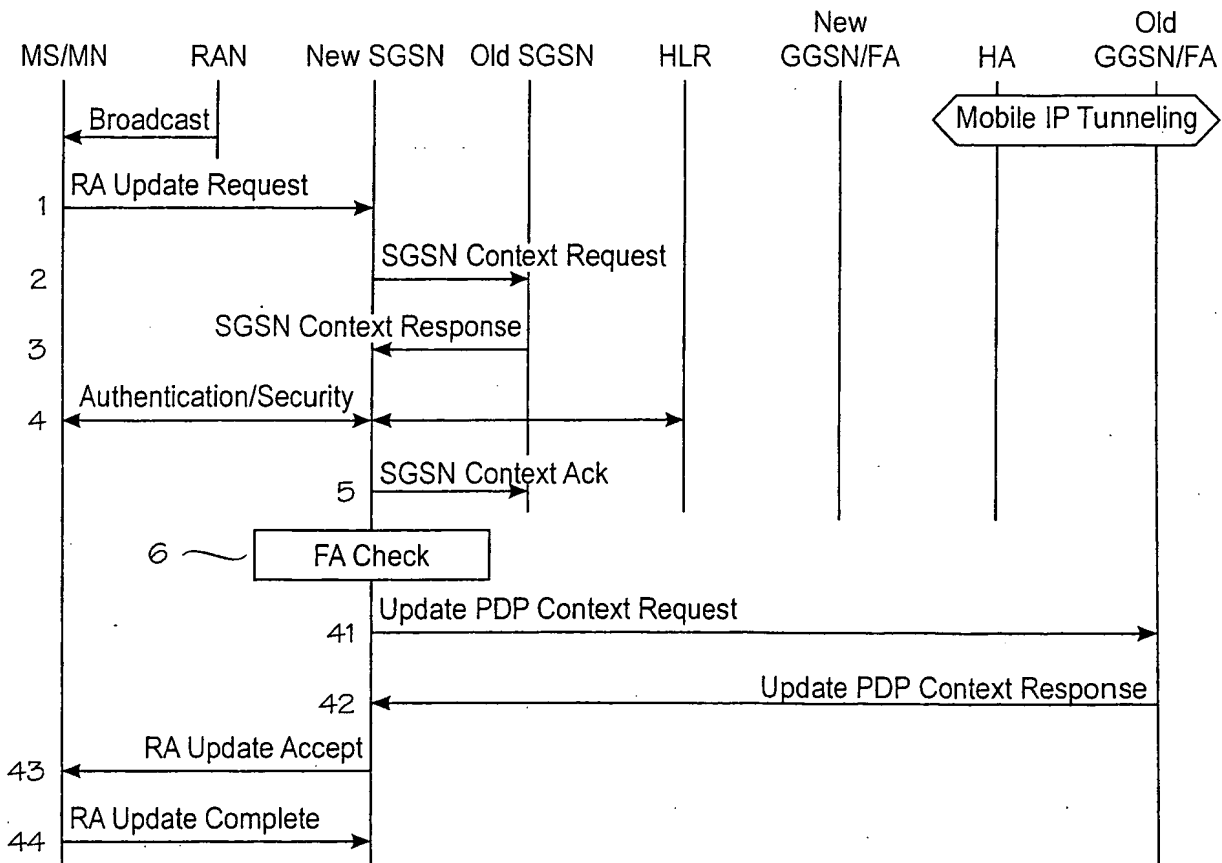 New
Old
MS/MN RAN New SGSN Old SGSN HLR GGSN/FA HA GGSN/FA
Broadcast
Mobile IP Tunneling
RA Update Request
1
SGSN Context Request
2
SGSN Context Response
3
Authentication/Security
4
SGSN Context Ack
5
6 FA Check
Update PDP Context Request
41
Update PDP Context Response
42
RA Update Accept
43
RA Update Complete
44